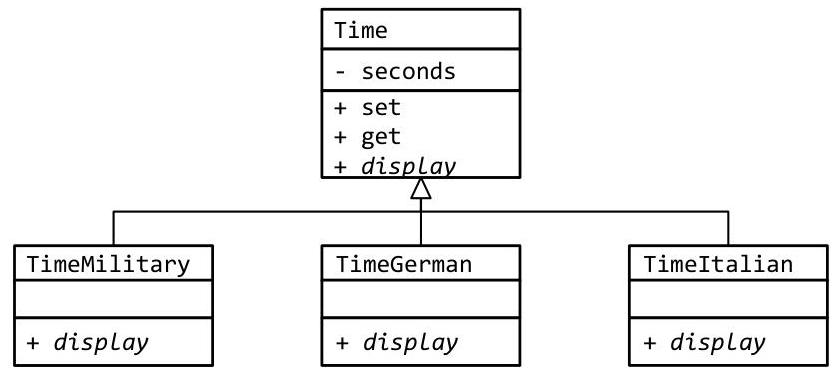 Time
- seconds
+ set
+ get
+ display
TimeMilitary
+ display
TimeGerman
+ display
TimeItalian
+ display